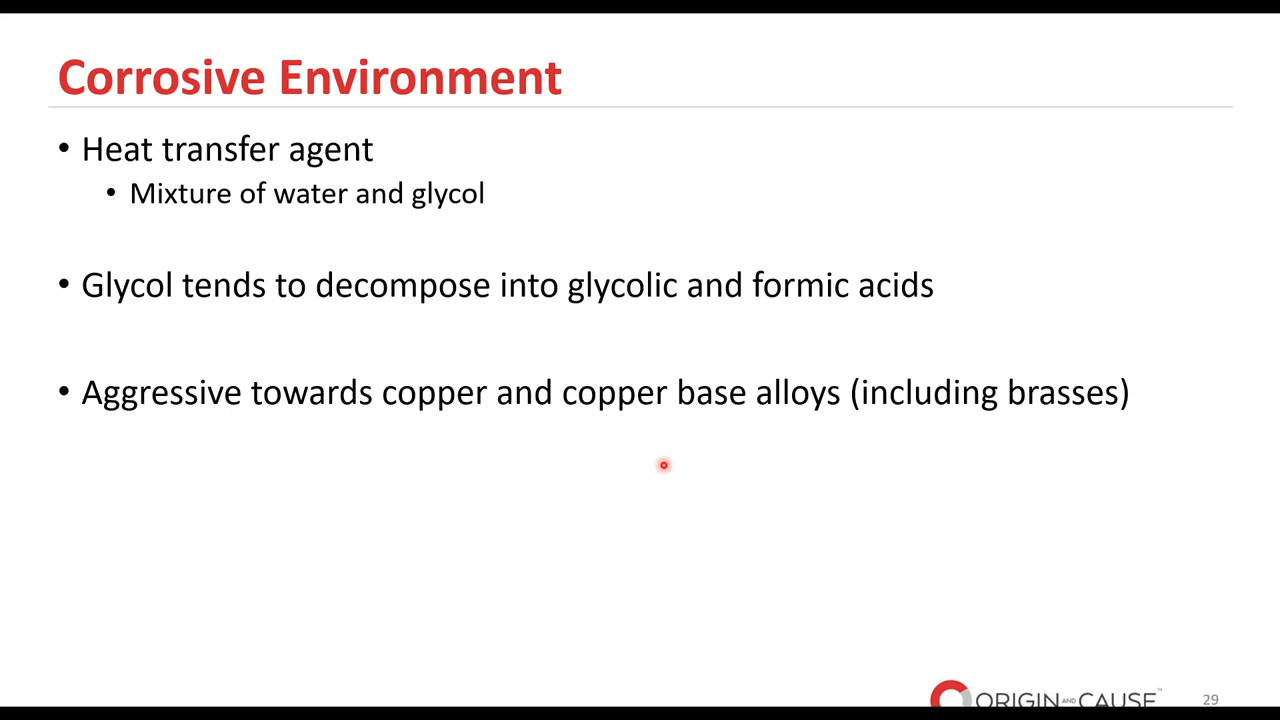 Corrosive Environment
• Heat transfer agent
• Mixture of water and glycol
• Glycol tends to decompose into glycolic and formic acids
• Aggressive towards copper and copper base alloys (including brasses)
ORIGIN AND CAUSE™ 29